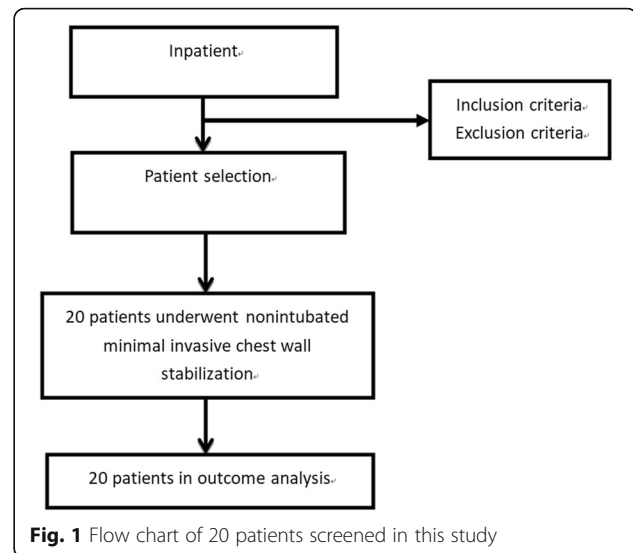 Inpatient
Inclusion criteria
Exclusion criteria
Patient selection
20 patients underwent nonintubated
minimal invasive chest wall
stabilization
20 patients in outcome analysis
Fig. 1 Flow chart of 20 patients screened in this study